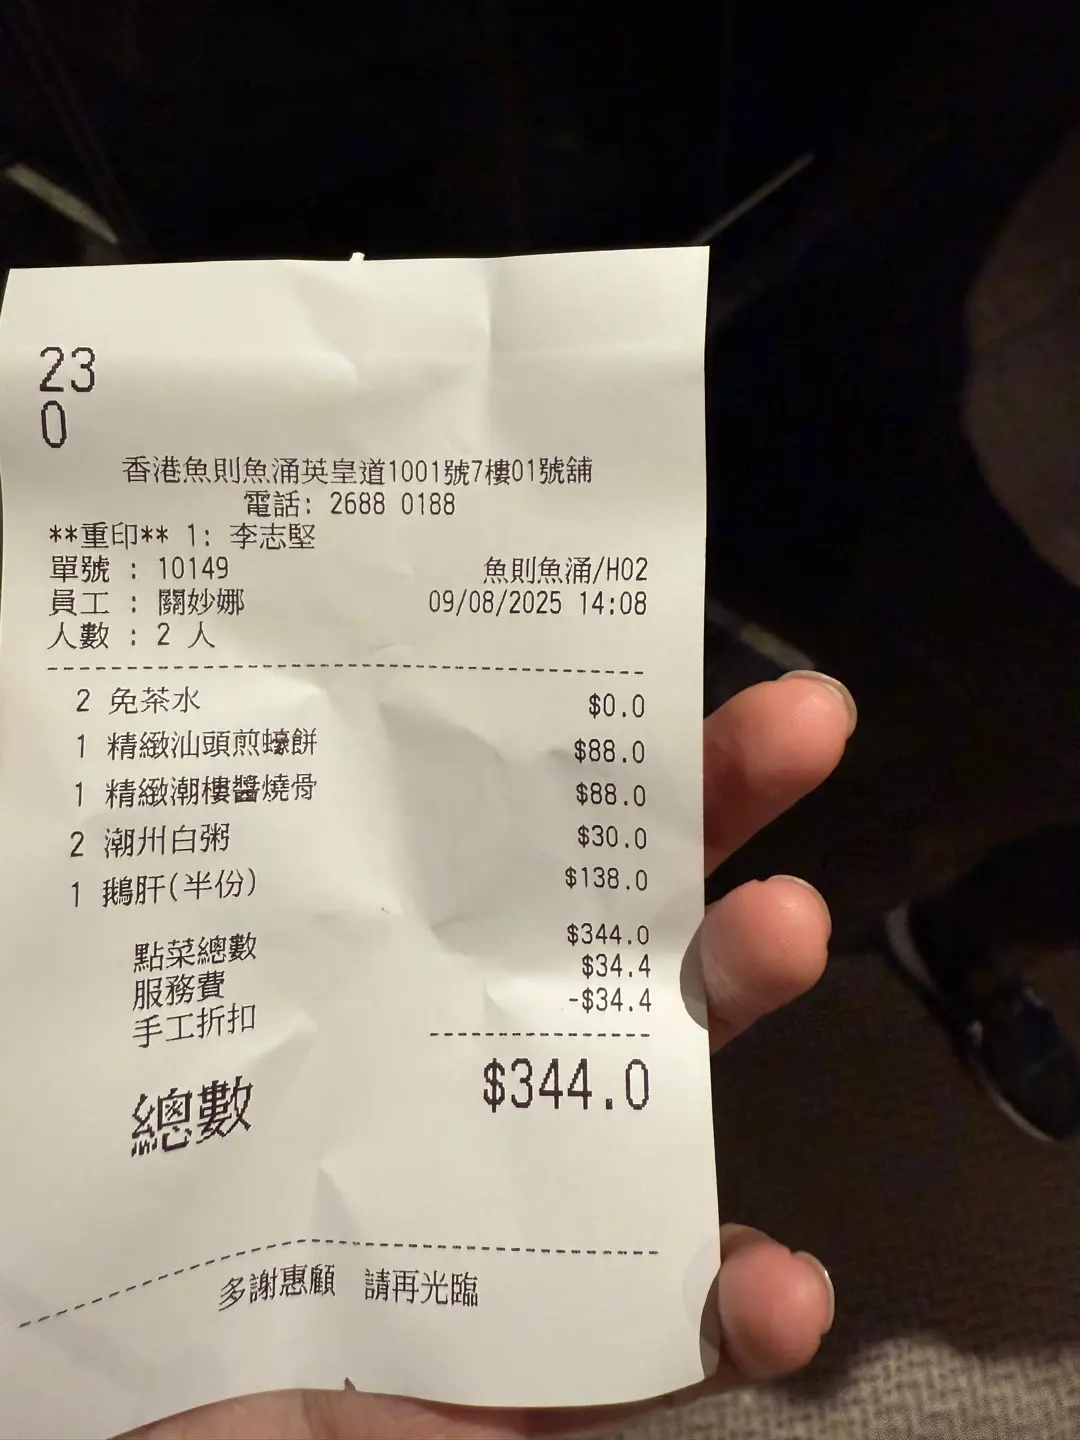 23
0
香港魚則魚涌英皇道1001號7樓01號舖
電話: 2688 0188
**重印** 1: 李志堅
單號 : 10149 魚則魚涌/H02
員工 : 關妙娜 09/08/2025 14:08
人數 : 2 人
2 免茶水 $0.0
1 精緻汕頭煎蠔餅 $88.0
1 精緻潮樓醬燒骨 $88.0
2 潮州白粥 $30.0
1 鵝肝(半份) $138.0
點菜總數 $344.0
服務費 $34.4
手工折扣 -$34.4
總數 $344.0
多謝惠顧 請再光臨